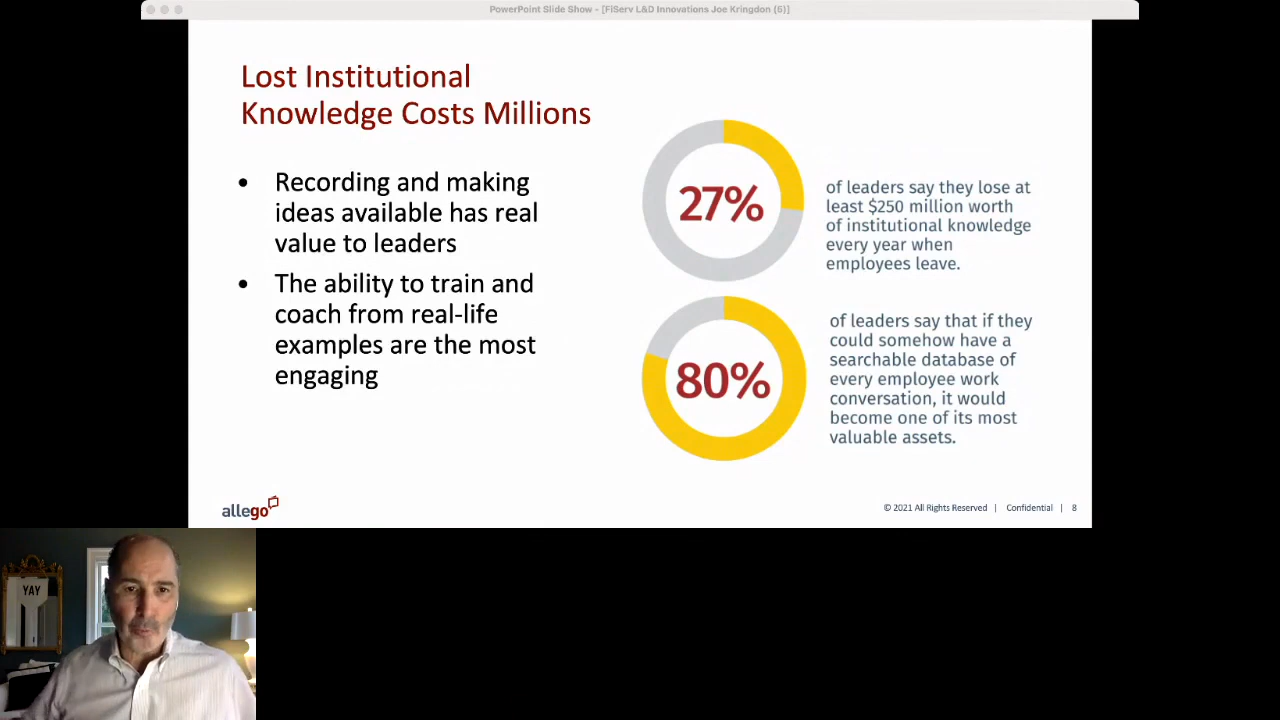 PowerPoint Slide Show - [FiServ L&D Innovations Joe Kringdon (6)]
Lost Institutional
Knowledge Costs Millions
• Recording and making
ideas available has real
value to leaders
• The ability to train and
coach from real-life
examples are the most
engaging
27%
of leaders say they lose at
least $250 million worth
of institutional knowledge
every year when
employees leave.
80%
of leaders say that if they
could somehow have a
searchable database of
every employee work
conversation, it would
become one of its most
valuable assets.
allego
© 2021 All Rights Reserved | Confidential | 8
YAY